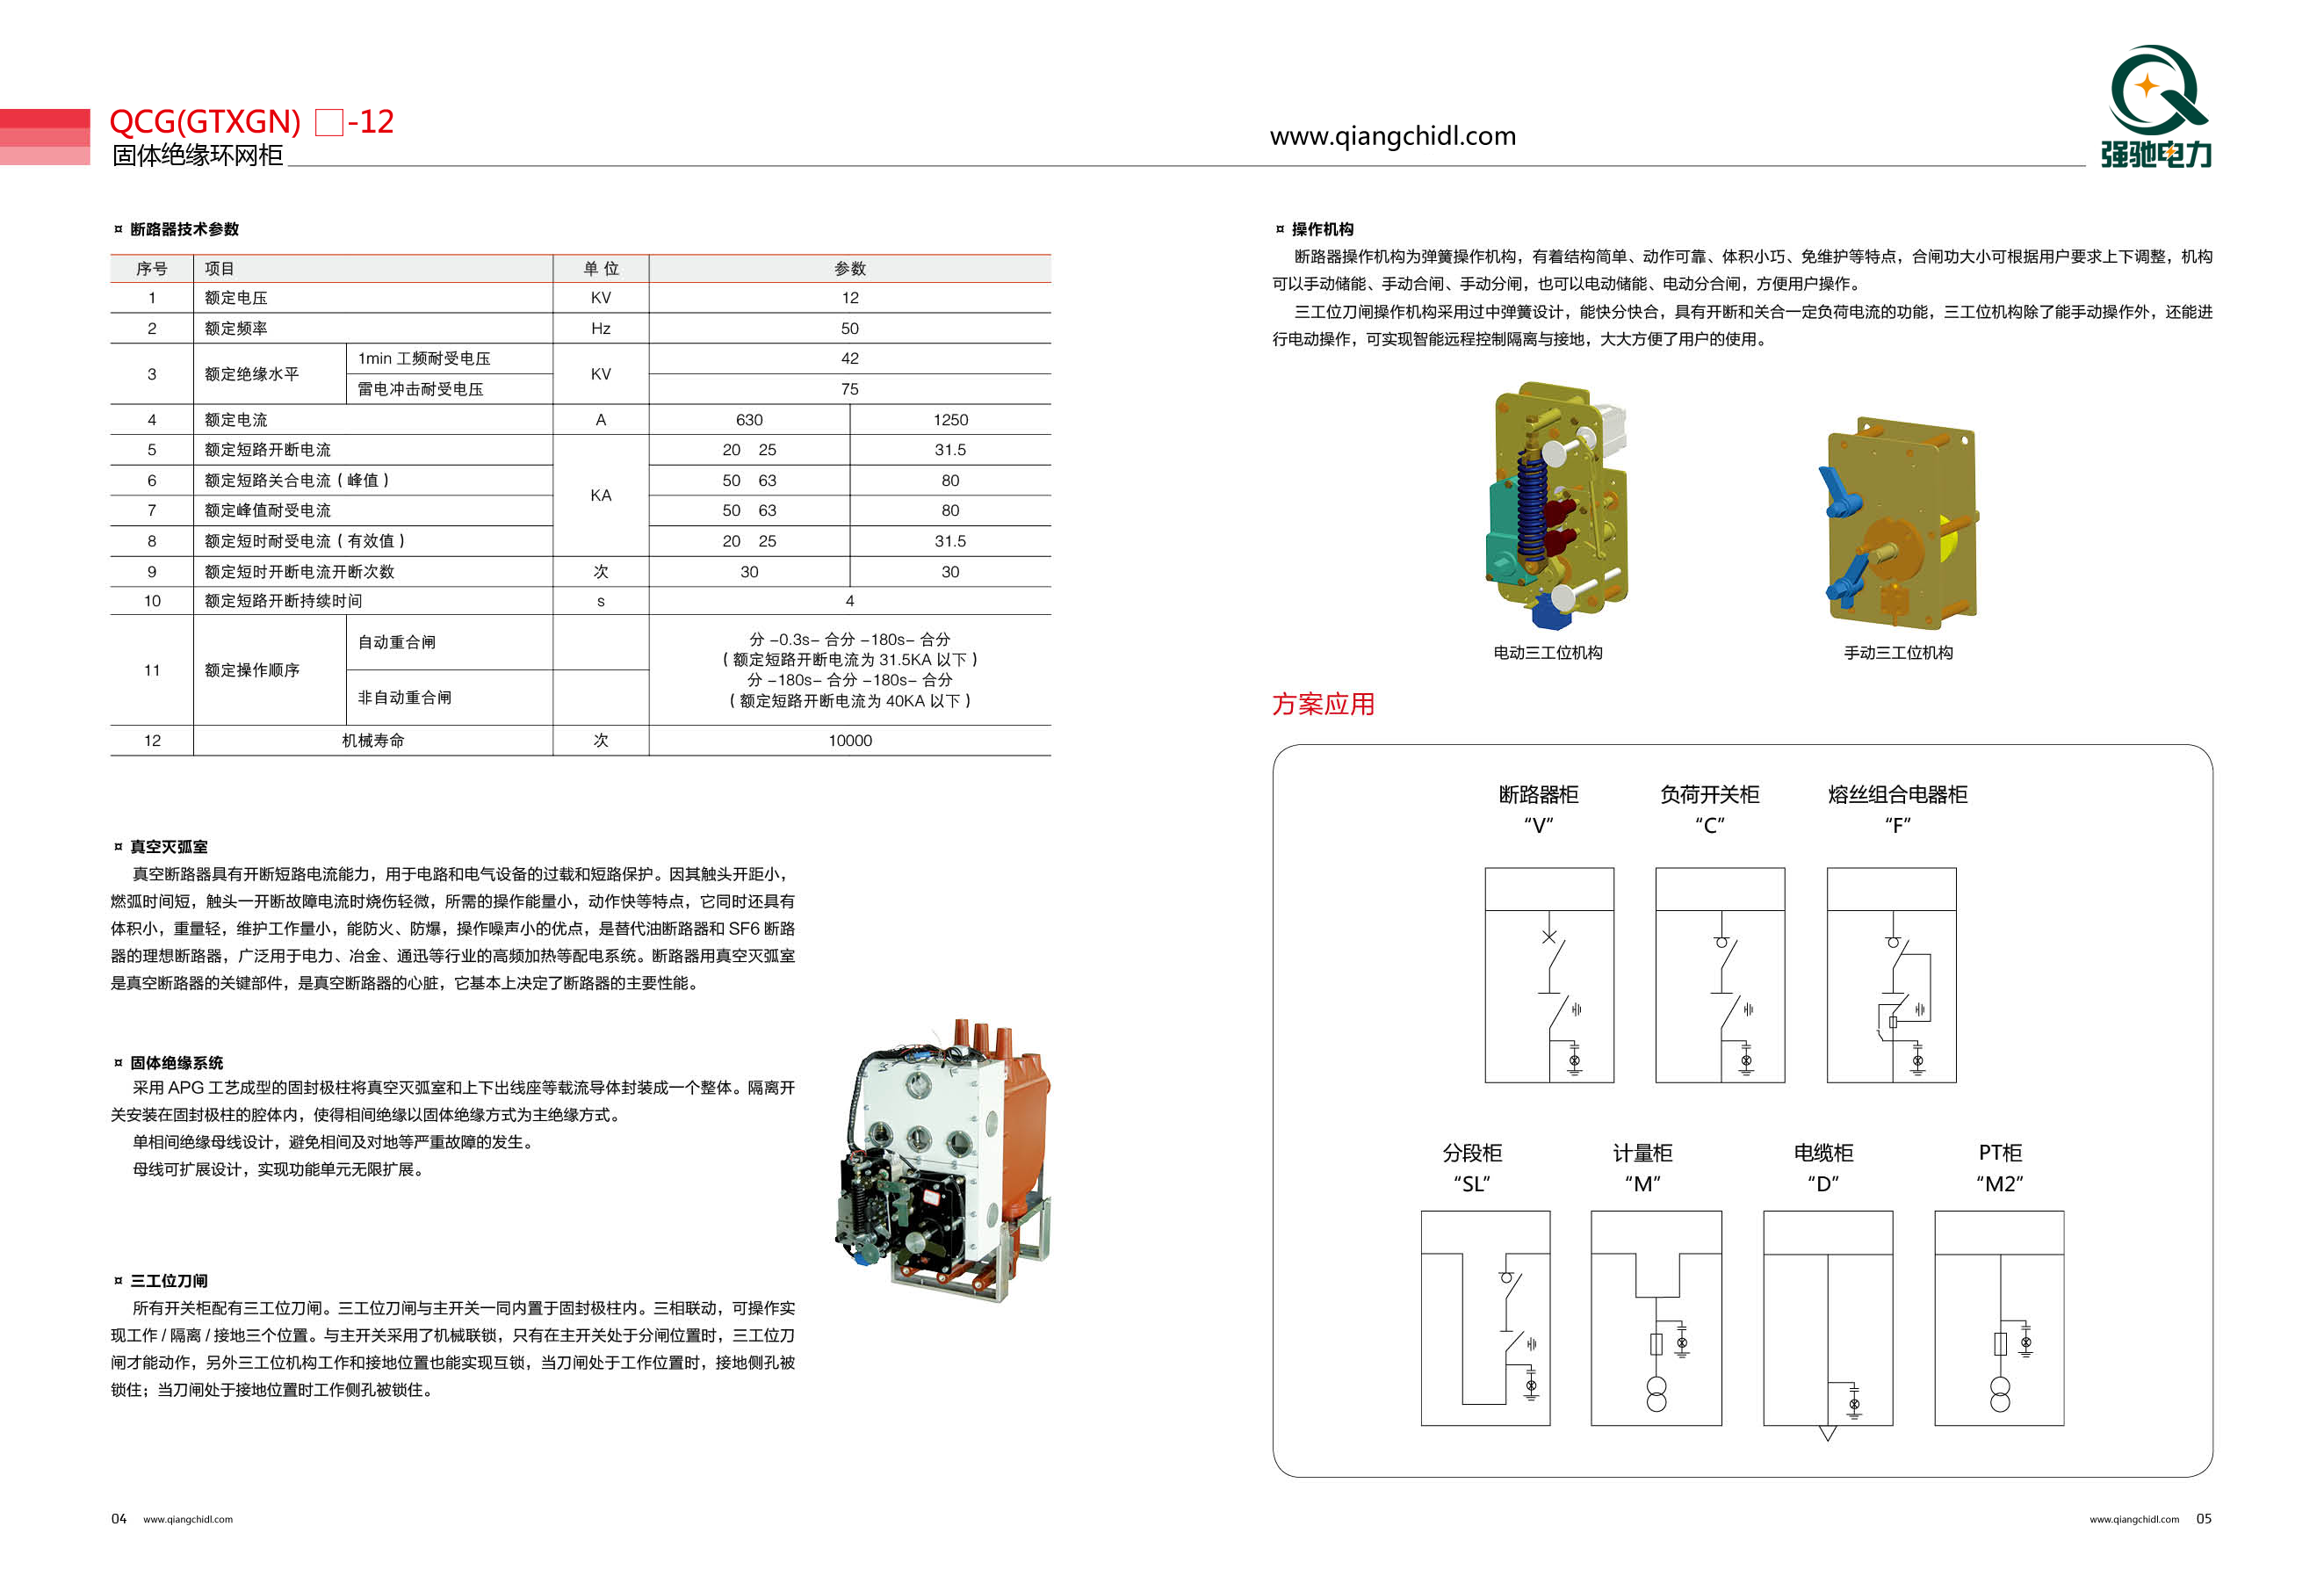 QCG(GTXGN) □-12
固体绝缘环网柜
¤ 断路器技术参数
序号 项目 单 位 参数
1 额定电压 KV 12
2 额定频率 Hz 50
3 额定绝缘水平 1min 工频耐受电压 KV 42
雷电冲击耐受电压 75
4 额定电流 A 630 1250
5 额定短路开断电流 KA 20 25 31.5
6 额定短路关合电流（峰值） 50 63 80
7 额定峰值耐受电流 50 63 80
8 额定短时耐受电流（有效值） 20 25 31.5
9 额定短时开断电流开断次数 次 30 30
10 额定短路开断持续时间 s 4
11 额定操作顺序 自动重合闸 分 –0.3s– 合分 –180s– 合分
（额定短路开断电流为 31.5KA 以下）
非自动重合闸 分 –180s– 合分 –180s– 合分
（额定短路开断电流为 40KA 以下）
12 机械寿命 次 10000
¤ 真空灭弧室
真空断路器具有开断短路电流能力，用于电路和电气设备的过载和短路保护。因其触头开距小，
燃弧时间短，触头一开断故障电流时烧伤轻微，所需的操作能量小，动作快等特点，它同时还具有
体积小，重量轻，维护工作量小，能防火、防爆，操作噪声小的优点，是替代油断路器和 SF6 断路
器的理想断路器，广泛用于电力、冶金、通迅等行业的高频加热等配电系统。断路器用真空灭弧室
是真空断路器的关键部件，是真空断路器的心脏，它基本上决定了断路器的主要性能。
¤ 固体绝缘系统
采用 APG 工艺成型的固封极柱将真空灭弧室和上下出线座等载流导体封装成一个整体。隔离开
关安装在固封极柱的腔体内，使得相间绝缘以固体绝缘方式为主绝缘方式。
单相间绝缘母线设计，避免相间及对地等严重故障的发生。
母线可扩展设计，实现功能单元无限扩展。
¤ 三工位刀闸
所有开关柜配有三工位刀闸。三工位刀闸与主开关一同内置于固封极柱内。三相联动，可操作实
现工作 / 隔离 / 接地三个位置。与主开关采用了机械联锁，只有在主开关处于分闸位置时，三工位刀
闸才能动作，另外三工位机构工作和接地位置也能实现互锁，当刀闸处于工作位置时，接地侧孔被
锁住；当刀闸处于接地位置时工作侧孔被锁住。
04 www.qiangchidl.com
www.qiangchidl.com
强驰电力
¤ 操作机构
断路器操作机构为弹簧操作机构，有着结构简单、动作可靠、体积小巧、免维护等特点，合闸功大小可根据用户要求上下调整，机构
可以手动储能、手动合闸、手动分闸，也可以电动储能、电动分合闸，方便用户操作。
三工位刀闸操作机构采用过中弹簧设计，能快分快合，具有开断和关合一定负荷电流的功能，三工位机构除了能手动操作外，还能进
行电动操作，可实现智能远程控制隔离与接地，大大方便了用户的使用。
电动三工位机构 手动三工位机构
方案应用
断路器柜 负荷开关柜 熔丝组合电器柜
“V” “C” “F”
分段柜 计量柜 电缆柜 PT柜
“SL” “M” “D” “M2”
www.qiangchidl.com 05